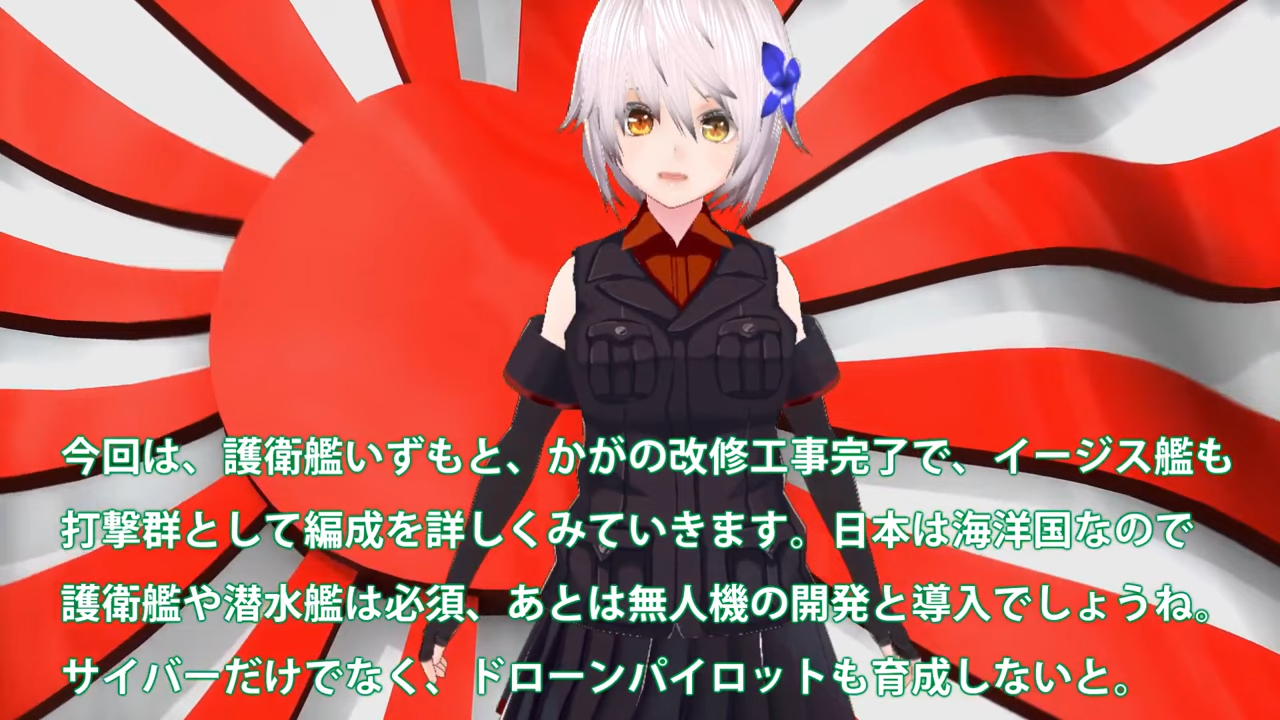 今回は、護衛艦いずもと、かがの改修工事完了で、イージス艦も
打撃群として編成を詳しくみていきます。日本は海洋国なので
護衛艦や潜水艦は必須、あとは無人機の開発と導入でしょうね。
サイバーだけでなく、ドローンパイロットも育成しないと。